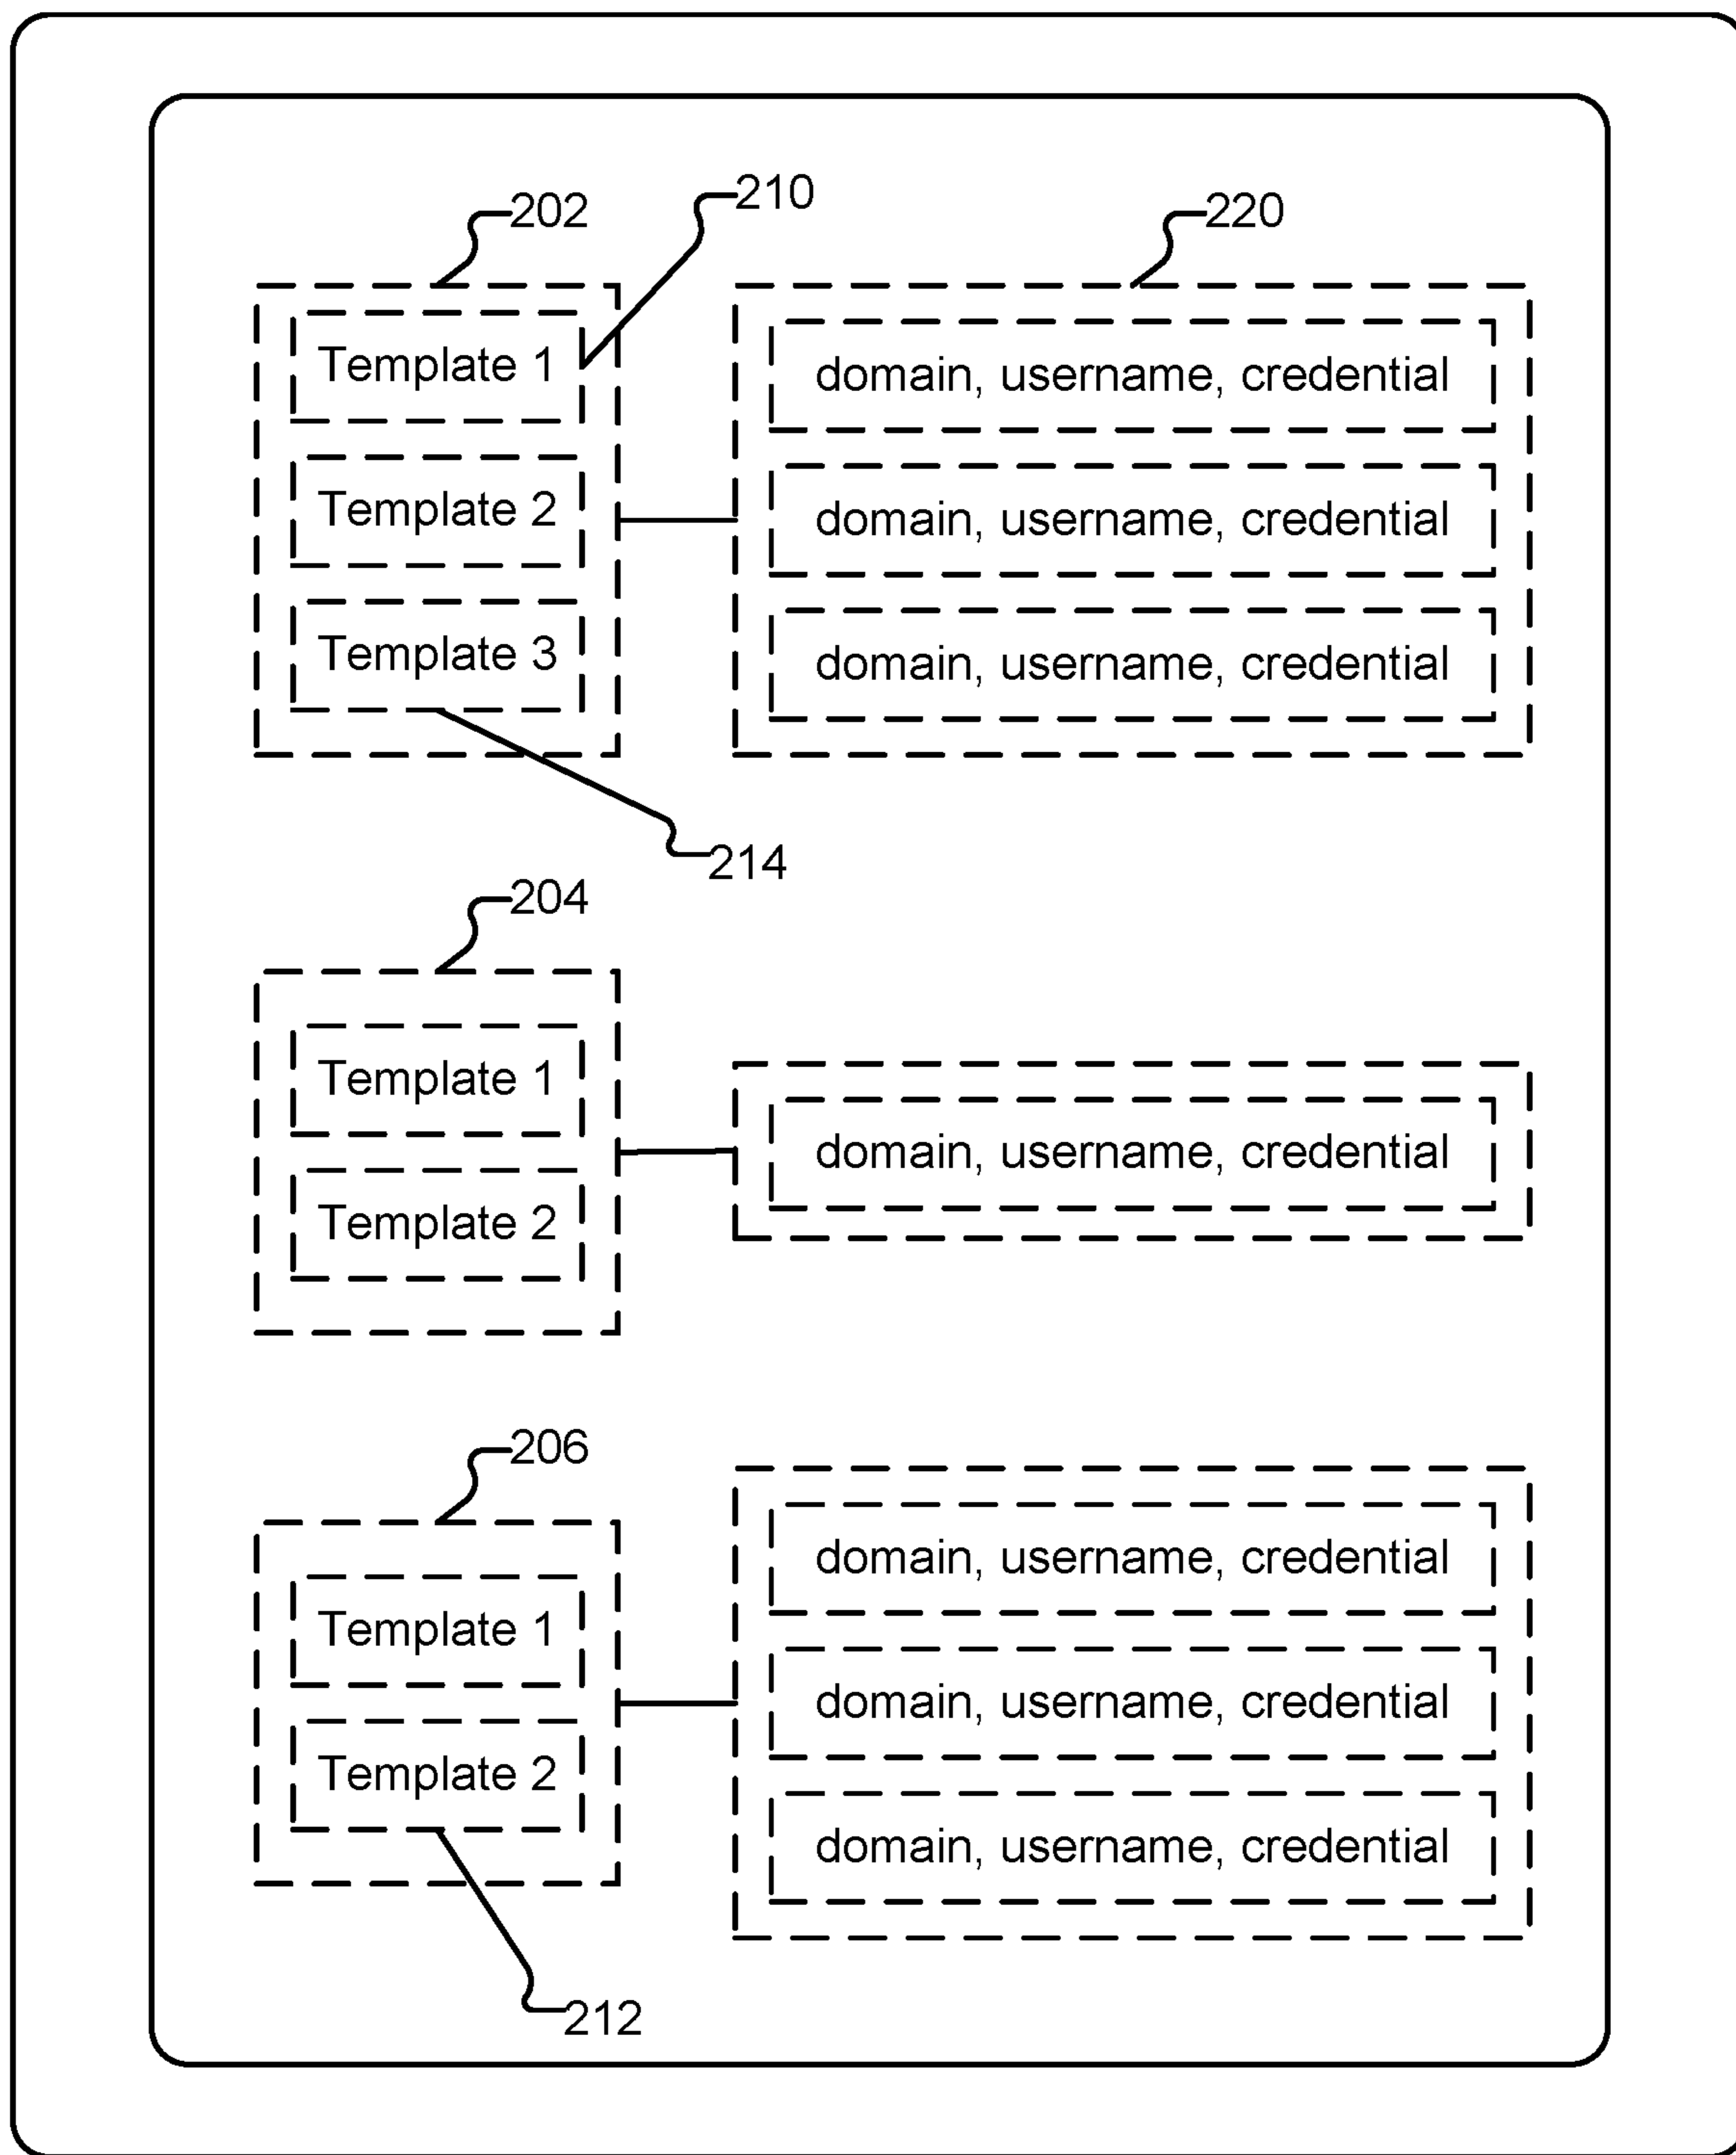 210
202
220
Template 1
domain, username, credential
Template 2
domain, username, credential
Template 3
domain, username, credential
214
204
Template 1
domain, username, credential
Template 2
206
domain, username, credential
Template 1
domain, username, credential
Template 2
domain, username, credential
212